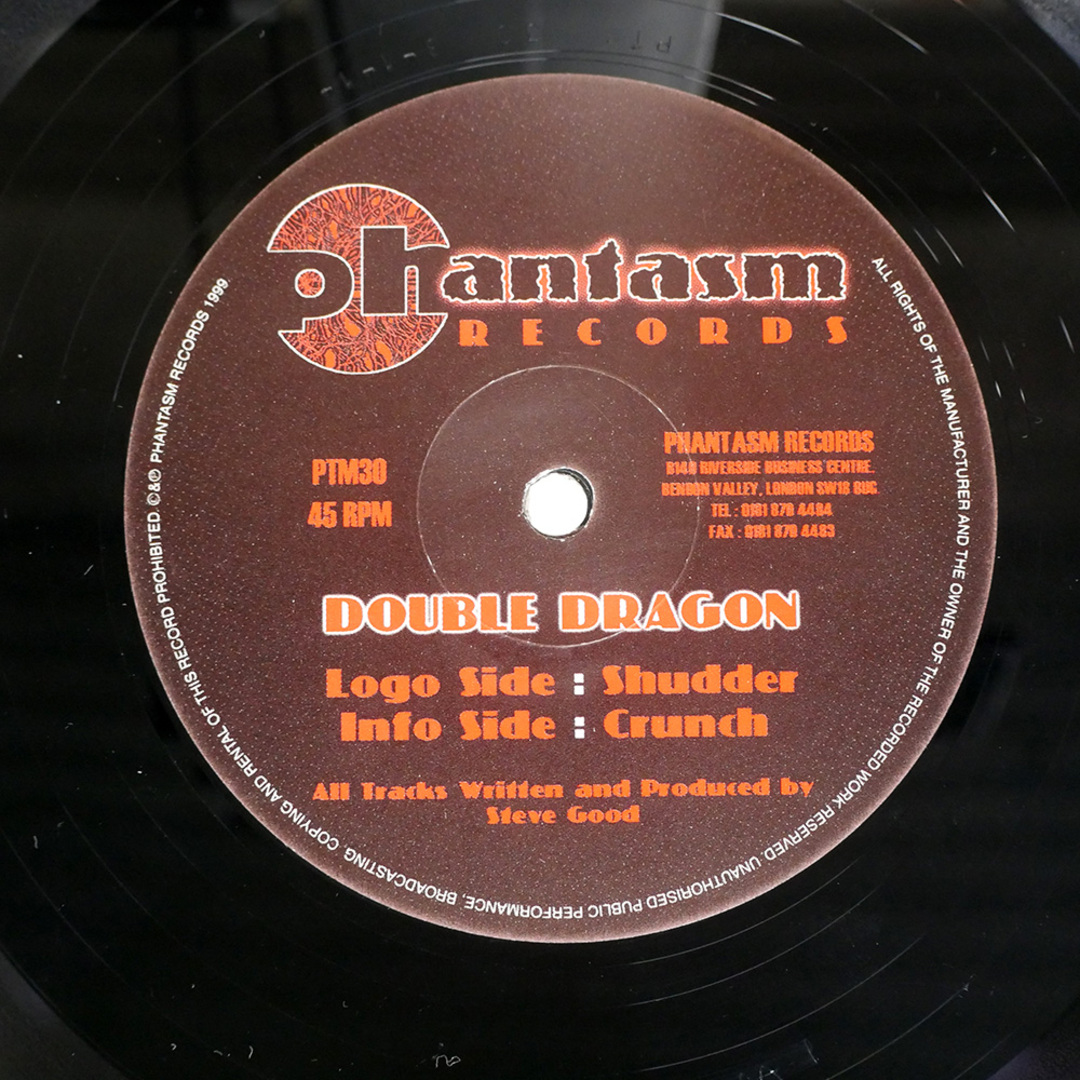 phantasm
RECORDS
PTM30
45 RPM
PHANTASM RECORDS
RIVERSIDE BUSINESS CENTRE.
VALLEY, LONDON SW18
TEL : 0181 870 4484
FAX : 0181 870 4483
DOUBLE DRAGON
Logo Side : Shudder
Info Side : Crunch
All Tracks Written and Produced by
Steve Good
ALL RIGHTS OF THE MANUFACTURER AND THE OWNER OF THE RECORDED WORK RESERVED. UNAUTHORISED PUBLIC PERFORMANCE, BROADCASTING, COPYING AND RENTAL OF THIS RECORD PROHIBITED. ©&℗ PHANTASM RECORDS 1999